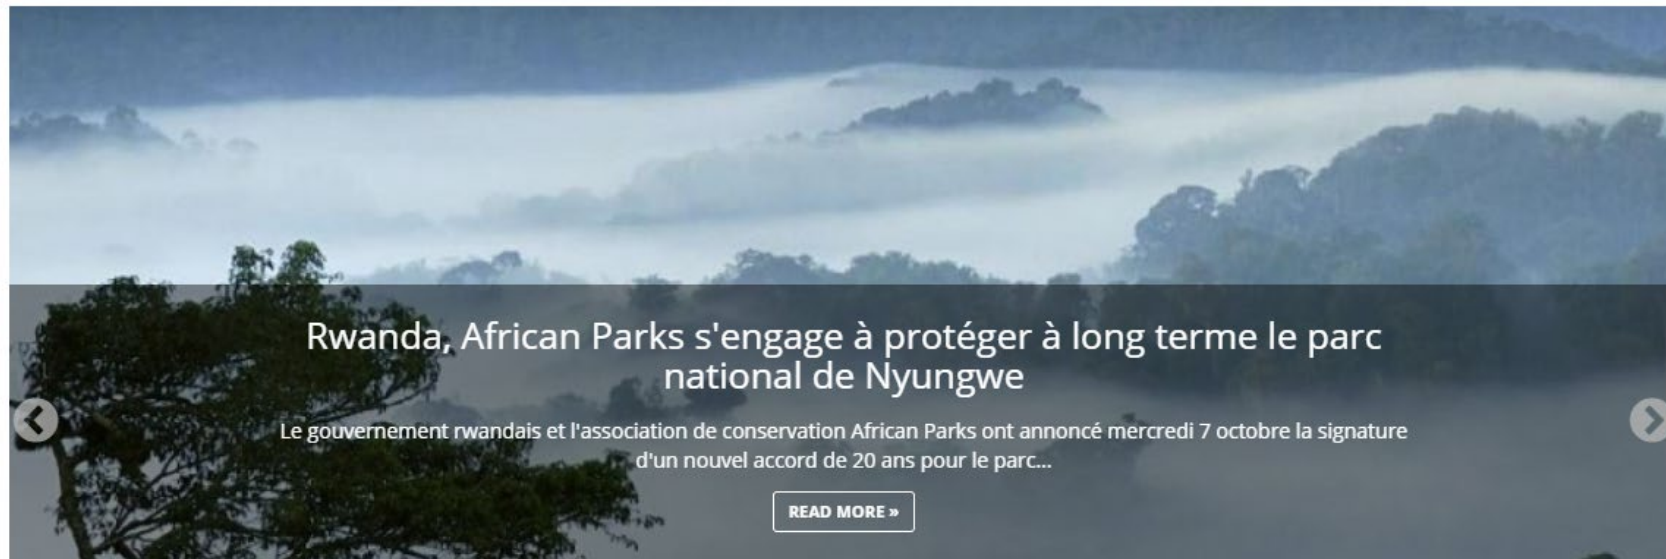 Rwanda, African Parks s'engage à protéger à long terme le parc
national de Nyungwe
Le gouvernement rwandais et l'association de conservation African Parks ont annoncé mercredi 7 octobre la signature
d'un nouvel accord de 20 ans pour le parc...
READ MORE »